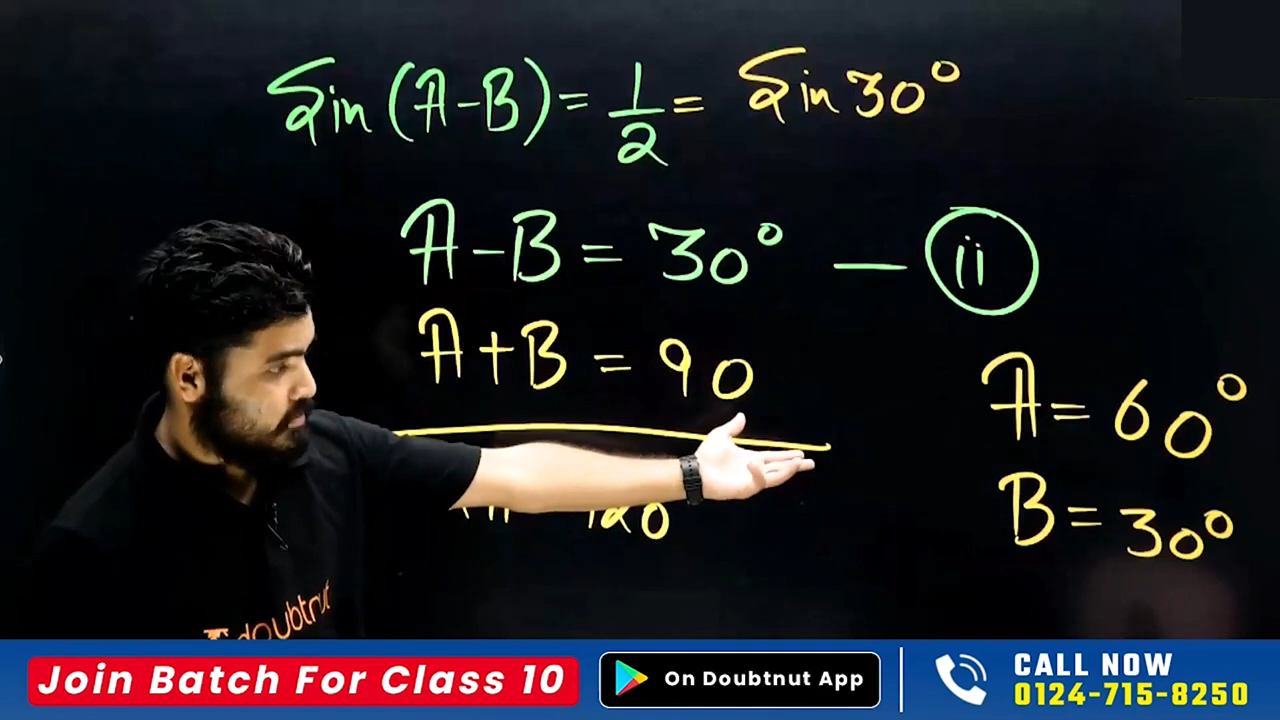 Sin (A-B) = 1/2 = Sin 30°
A-B = 30° — ii
A+B = 90
120
A = 60°
B = 30°
doubtnut
Join Batch For Class 10
On Doubtnut App
CALL NOW
0124-715-8250